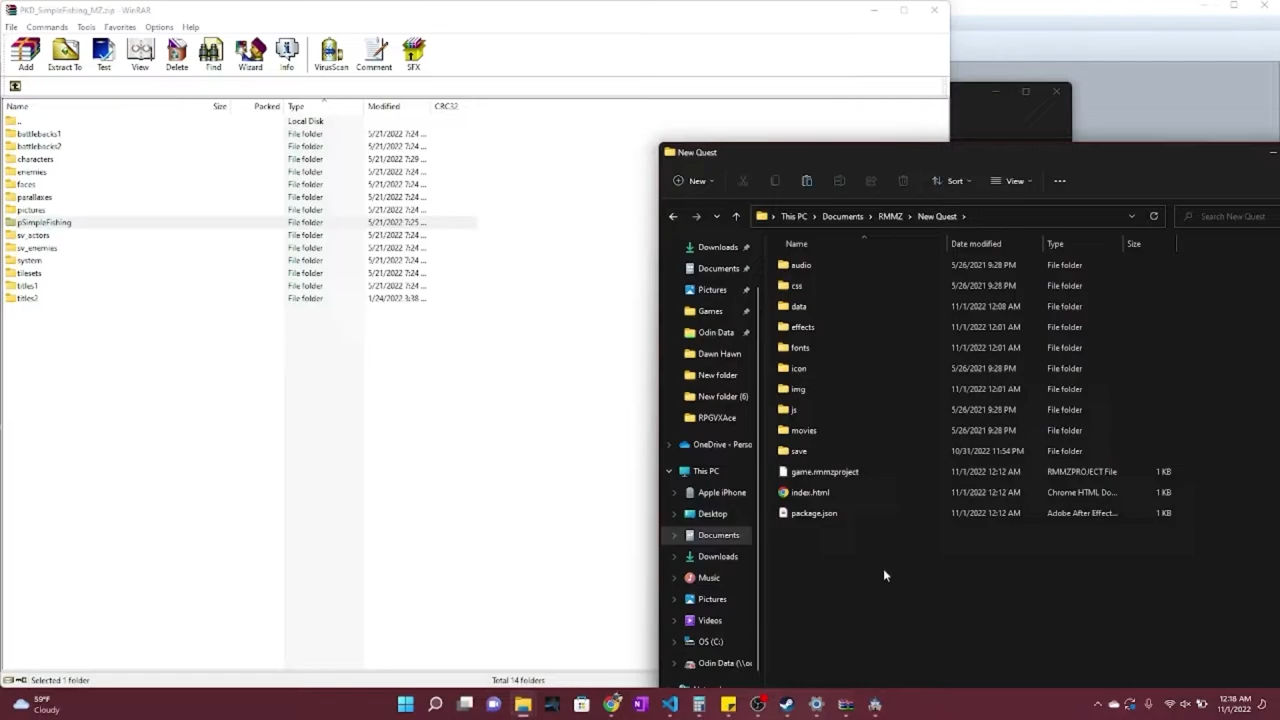 PKD_SimpleFishing_MZ.zip - WinRAR
File Commands Tools Favorites Options Help
Add Extract To Test View Delete Find Wizard Info VirusScan Comment SFX
Name Size Packed Type Modified CRC32
.. Local Disk
battlebacks1 File folder 5/21/2022 7:24 ...
battlebacks2 File folder 5/21/2022 7:24 ...
characters File folder 5/21/2022 7:29 ...
enemies File folder 5/21/2022 7:24 ...
faces File folder 5/21/2022 7:24 ...
parallaxes File folder 5/21/2022 7:24 ...
pictures File folder 5/21/2022 7:24 ...
pSimpleFishing File folder 5/21/2022 7:25 ...
sv_actors File folder 5/21/2022 7:24 ...
sv_enemies File folder 5/21/2022 7:24 ...
system File folder 5/21/2022 7:24 ...
tilesets File folder 5/21/2022 7:24 ...
titles1 File folder 5/21/2022 7:24 ...
titles2 File folder 1/24/2022 3:38 ...
Selected 1 folder
Total 14 folders
New Quest
New Sort View ...
This PC > Documents > RMMZ > New Quest >
Search New Quest
Downloads
Documents
Pictures
Games
Odin Data
Dawn Hawn
New folder
New folder (6)
RPGVXAce
OneDrive - Perso
This PC
Apple iPhone
Desktop
Documents
Downloads
Music
Pictures
Videos
OS (C:)
Odin Data (\\o
Name Date modified Type Size
audio 5/26/2021 9:28 PM File folder
css 5/26/2021 9:28 PM File folder
data 11/1/2022 12:08 AM File folder
effects 11/1/2022 12:01 AM File folder
fonts 11/1/2022 12:01 AM File folder
icon 5/26/2021 9:28 PM File folder
img 11/1/2022 12:01 AM File folder
js 5/26/2021 9:28 PM File folder
movies 5/26/2021 9:28 PM File folder
save 10/31/2022 11:54 PM File folder
game.rmmzproject 11/1/2022 12:12 AM RMMZPROJECT File 1 KB
index.html 11/1/2022 12:12 AM Chrome HTML Do... 1 KB
package.json 11/1/2022 12:12 AM Adobe After Effect... 1 KB
59°F
Cloudy
12:38 AM
11/1/2022